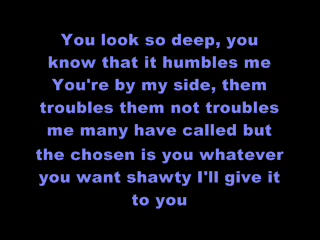 You look so deep, you
know that it humbles me
You're by my side, them
troubles them not troubles
me many have called but
the chosen is you whatever
you want shawty I'll give it
to you